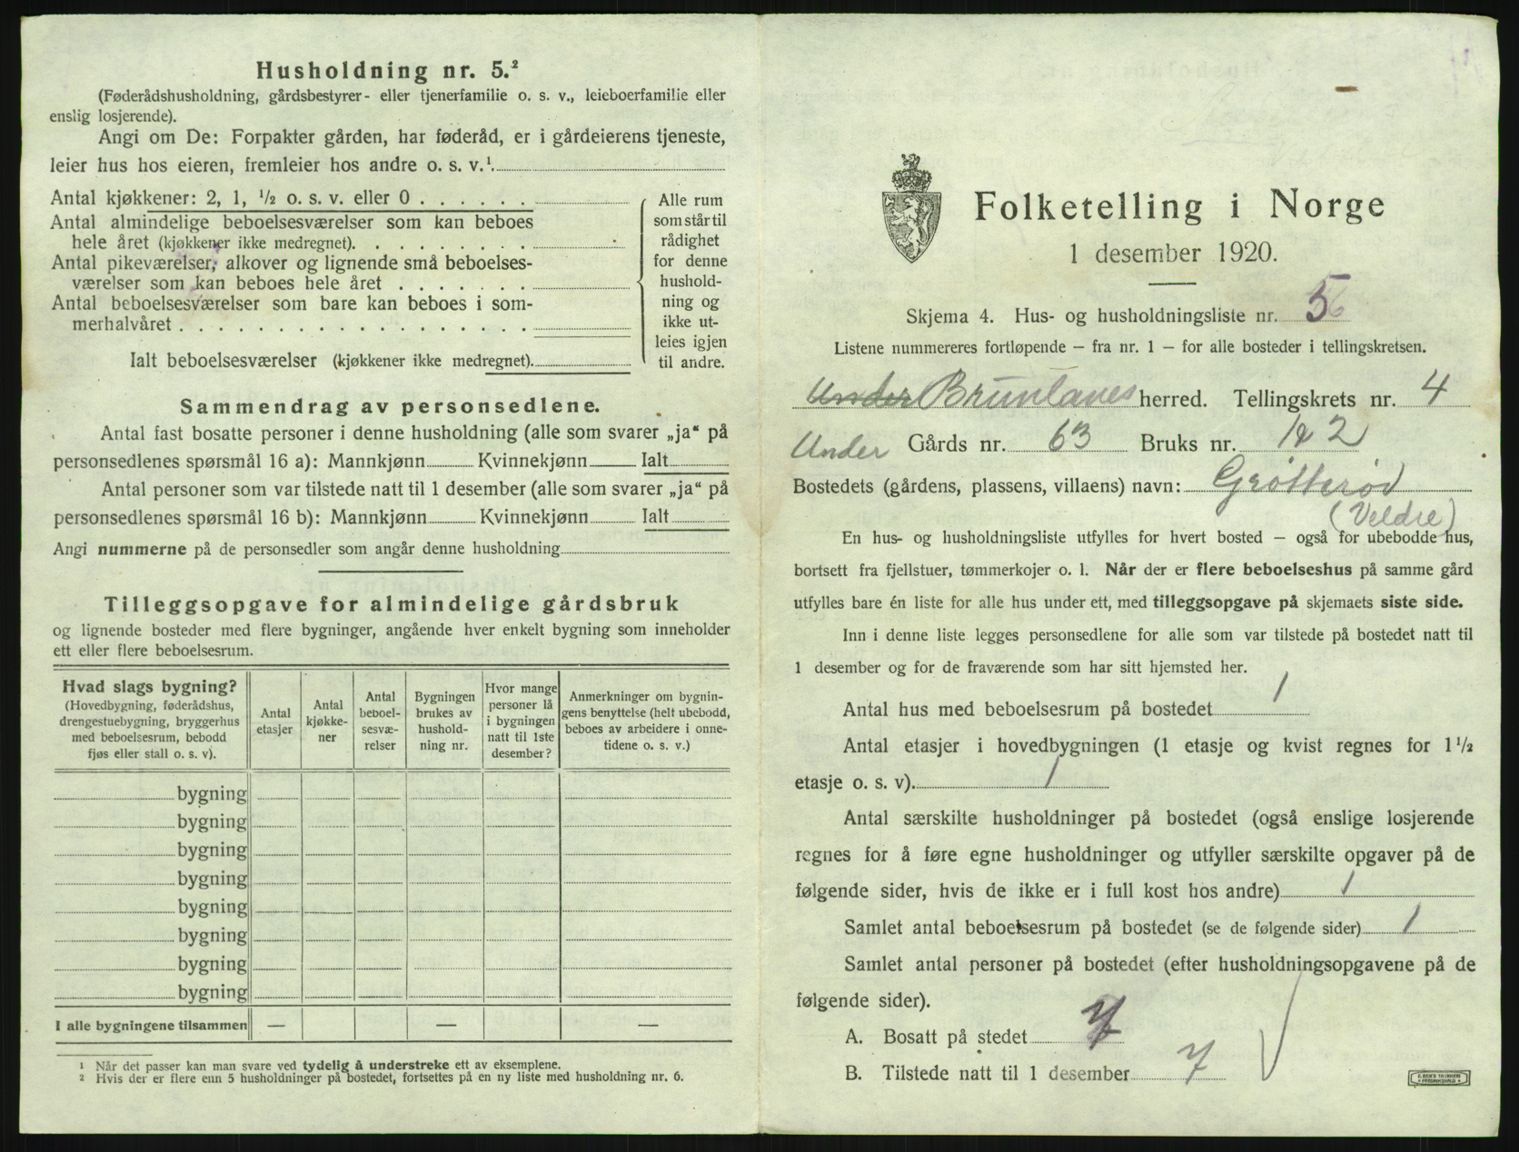 Husholdning nr. 5.²
(Føderådshusholdning, gårdsbestyrer- eller tjenerfamilie o. s. v., leieboerfamilie eller
enslig losjerende).
Angi om De: Forpakter gården, har føderåd, er i gårdeierens tjeneste,
leier hus hos eieren, fremleier hos andre o. s. v.¹.
Antal kjøkkener: 2, 1, ½ o. s. v. eller 0
Antal almindelige beboelsesværelser som kan beboes
hele året (kjøkkener ikke medregnet).
Antal pikeværelser, alkover og lignende små beboelses-
værelser som kan beboes hele året
Antal beboelsesværelser som bare kan beboes i som-
merhalvåret
Ialt beboelsesværelser (kjøkkener ikke medregnet).
Alle rum
som står til
rådighet
for denne
hushold-
ning og
ikke ut-
leies igjen
til andre.
Sammendrag av personsedlene.
Antal fast bosatte personer i denne husholdning (alle som svarer „ja“ på
personsedlenes spørsmål 16 a): Mannkjønn Kvinnekjønn Ialt
Antal personer som var tilstede natt til 1 desember (alle som svarer „ja“ på
personsedlenes spørsmål 16 b): Mannkjønn Kvinnekjønn Ialt
Angi nummerne på de personsedler som angår denne husholdning
Tilleggsopgave for almindelige gårdsbruk
og lignende bosteder med flere bygninger, angående hver enkelt bygning som inneholder
ett eller flere beboelsesrum.
Hvad slags bygning?
(Hovedbygning, føderådshus,
drengestuebygning, bryggerhus
med beboelsesrum, bebodd
fjøs eller stall o. s. v).
Antal
etasjer
Antal
kjøkke-
ner
Antal
beboel-
sesvæ-
relser
Bygningen
brukes av
hushold-
ning nr.
Hvor mange
personer lå
i bygningen
natt til 1ste
desember?
Anmerkninger om bygnin-
gens benyttelse (helt ubebodd,
beboes av arbeidere i onne-
tidene o. s. v.)
bygning
bygning
bygning
bygning
bygning
bygning
bygning
bygning
I alle bygningene tilsammen — — —
¹ Når det passer kan man svare ved tydelig å understreke ett av eksemplene.
² Hvis der er flere enn 5 husholdninger på bostedet, fortsettes på en ny liste med husholdning nr. 6.
Folketelling i Norge
1 desember 1920.
Skjema 4. Hus- og husholdningsliste nr. 56
Listene nummereres fortløpende — fra nr. 1 — for alle bosteder i tellingskretsen.
Under Brunlanes herred. Tellingskrets nr. 4
Under Gårds nr. 63 Bruks nr. 1 & 2
Bostedets (gårdens, plassens, villaens) navn: Grøtterød
(Veldre)
En hus- og husholdningsliste utfylles for hvert bosted — også for ubebodde hus,
bortsett fra fjellstuer, tømmerkojer o. l. Når der er flere beboelseshus på samme gård
utfylles bare én liste for alle hus under ett, med tilleggsopgave på skjemaets siste side.
Inn i denne liste legges personsedlene for alle som var tilstede på bostedet natt til
1 desember og for de fraværende som har sitt hjemsted her.
Antal hus med beboelsesrum på bostedet 1
Antal etasjer i hovedbygningen (1 etasje og kvist regnes for 1½
etasje o. s. v). 1
Antal særskilte husholdninger på bostedet (også enslige losjerende
regnes for å føre egne husholdninger og utfyller særskilte opgaver på de
følgende sider, hvis de ikke er i full kost hos andre) 1
Samlet antal beboelsesrum på bostedet (se de følgende sider) 1
Samlet antal personer på bostedet (efter husholdningsopgavene på de
følgende sider).
A. Bosatt på stedet 7
B. Tilstede natt til 1 desember 7